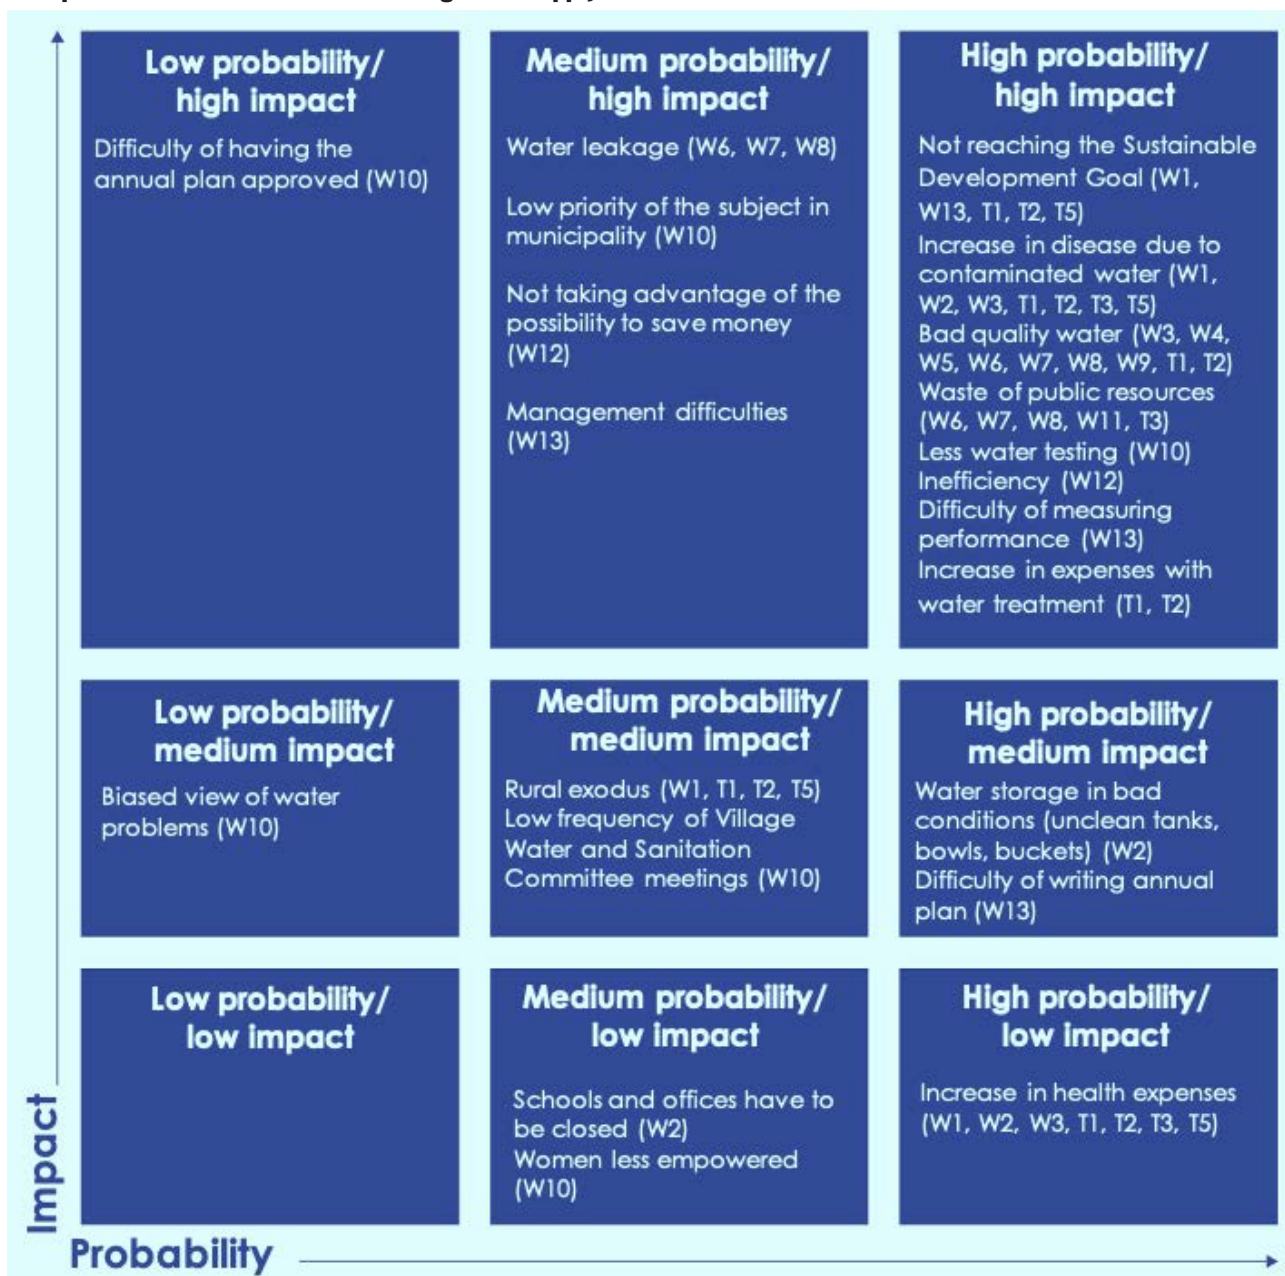 Low probability/
high impact
Difficulty of having the
annual plan approved (W10)
Medium probability/
high impact
Water leakage (W6, W7, W8)
Low priority of the subject in
municipality (W10)
Not taking advantage of the
possibility to save money
(W12)
Management difficulties
(W13)
High probability/
high impact
Not reaching the Sustainable
Development Goal (W1,
W13, T1, T2, T5)
Increase in disease due to
contaminated water (W1,
W2, W3, T1, T2, T3, T5)
Bad quality water (W3, W4,
W5, W6, W7, W8, W9, T1, T2)
Waste of public resources
(W6, W7, W8, W11, T3)
Less water testing (W10)
Inefficiency (W12)
Difficulty of measuring
performance (W13)
Increase in expenses with
water treatment (T1, T2)
Low probability/
medium impact
Biased view of water
problems (W10)
Medium probability/
medium impact
Rural exodus (W1, T1, T2, T5)
Low frequency of Village
Water and Sanitation
Committee meetings (W10)
High probability/
medium impact
Water storage in bad
conditions (unclean tanks,
bowls, buckets) (W2)
Difficulty of writing annual
plan (W13)
Low probability/
low impact
Medium probability/
low impact
Schools and offices have to
be closed (W2)
Women less empowered
(W10)
High probability/
low impact
Increase in health expenses
(W1, W2, W3, T1, T2, T3, T5)
Impact
Probability